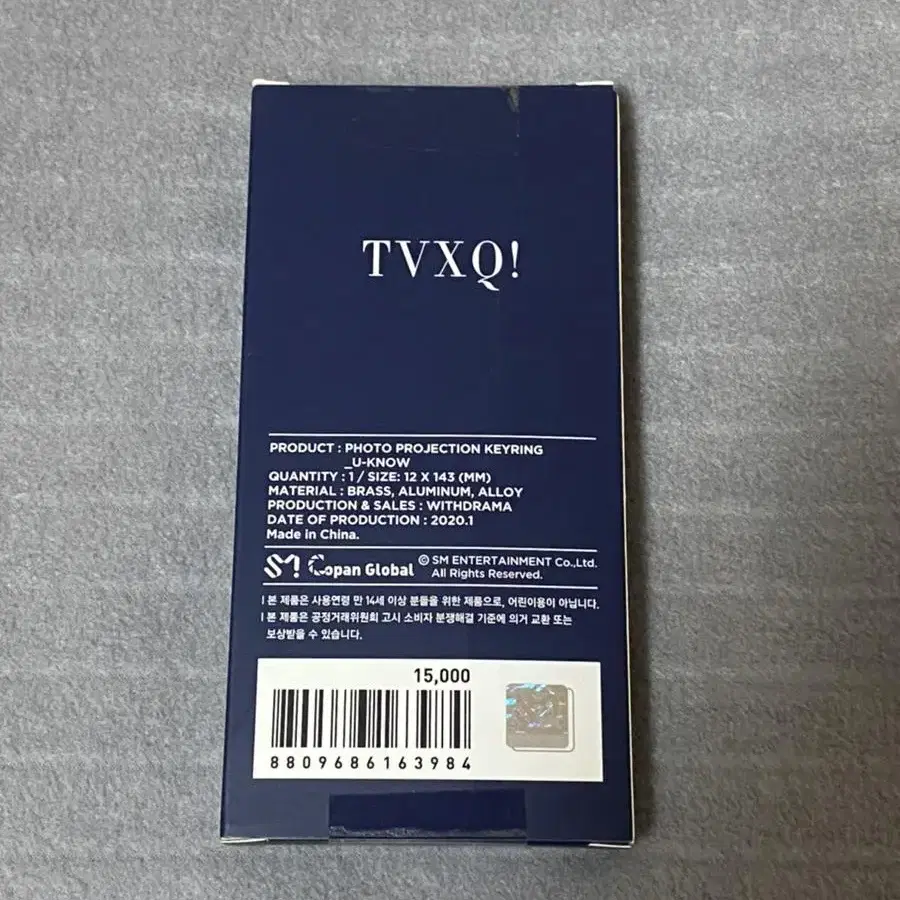 TVXQ!
PRODUCT : PHOTO PROJECTION KEYRING
_U-KNOW
QUANTITY : 1 / SIZE: 12 X 143 (MM)
MATERIAL : BRASS, ALUMINUM, ALLOY
PRODUCTION & SALES : WITHDRAMA
DATE OF PRODUCTION : 2020.1
Made in China.
SM! Copan Global © SM ENTERTAINMENT Co.,Ltd.
All Rights Reserved.
l 본 제품은 사용연령 만 14세 이상 분들을 위한 제품으로, 어린이용이 아닙니다.
l 본 제품은 공정거래위원회 고시 소비자 분쟁해결 기준에 의거 교환 또는
보상받을 수 있습니다.
15,000
8809686163984